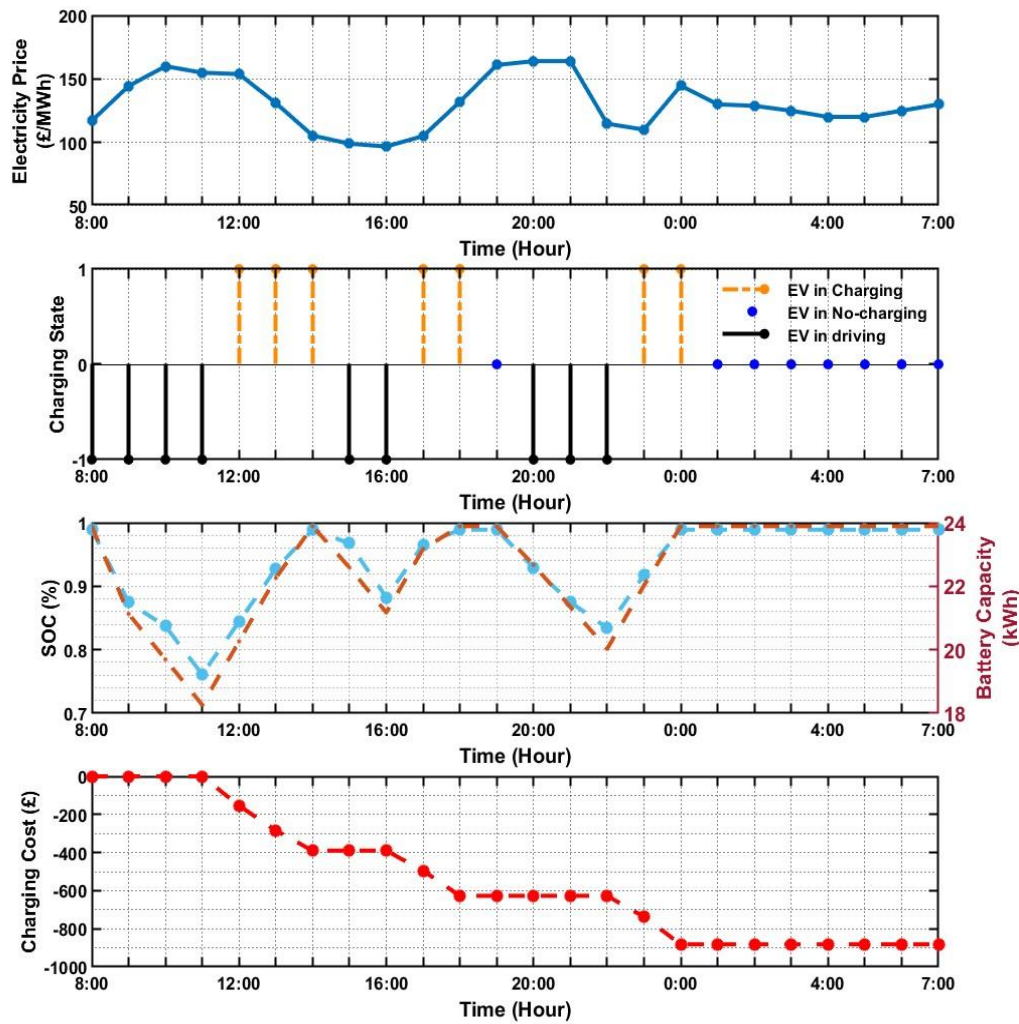 200
150
100
50
Electricity Price
(£/MWh)
8:00 12:00 16:00 20:00 0:00 4:00 7:00
Time (Hour)
1
0
-1
Charging State
EV in Charging
EV in No-charging
EV in driving
8:00 12:00 16:00 20:00 0:00 4:00 7:00
Time (Hour)
1
0.9
0.8
0.7
SOC (%)
24
22
20
18
Battery Capacity
(kWh)
8:00 12:00 16:00 20:00 0:00 4:00 7:00
Time (Hour)
0
-200
-400
-600
-800
-1000
Charging Cost (£)
8:00 12:00 16:00 20:00 0:00 4:00 7:00
Time (Hour)